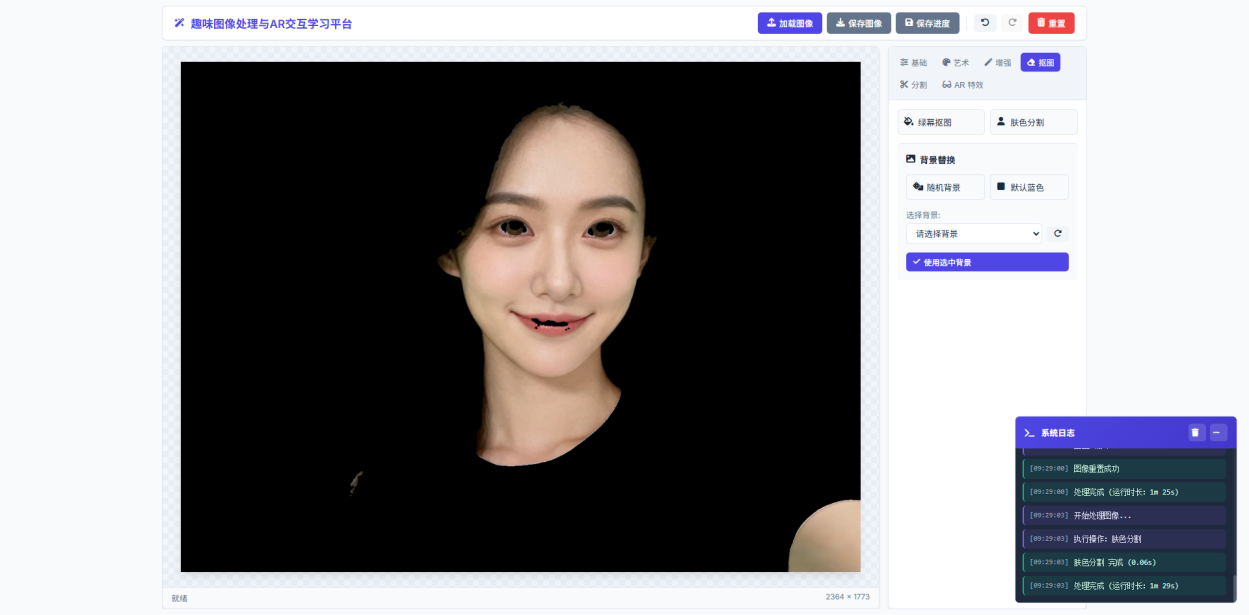 趣味图像处理与AR交互学习平台
加载图像 保存图像 保存进度 重置
基础 艺术 增强 抠图
分割 AR 特效
绿幕抠图 肤色分割
背景替换
随机背景 默认蓝色
选择背景:
请选择背景
使用选中背景
系统日志
[09:29:00] 图像重置成功
[09:29:00] 处理完成 (运行时长: 1m 25s)
[09:29:03] 开始处理图像...
[09:29:03] 执行操作: 肤色分割
[09:29:03] 肤色分割 完成 (0.06s)
[09:29:03] 处理完成 (运行时长: 1m 29s)
就绪 2364 × 1773